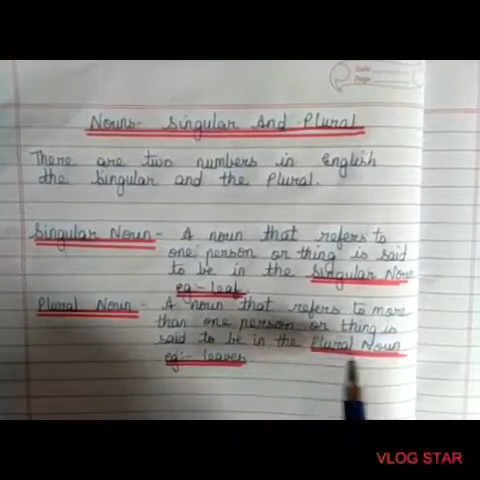 Date
Page
Nouns- Singular And Plural
There are two numbers in English
the Singular and the Plural.
Singular Noun- A noun that refers to
one person or thing is said
to be in the Singular Noun
eg:- leaf
Plural Noun- A noun that refers to more
than one person or thing is
said to be in the Plural Noun
eg:- leaves
VLOG STAR